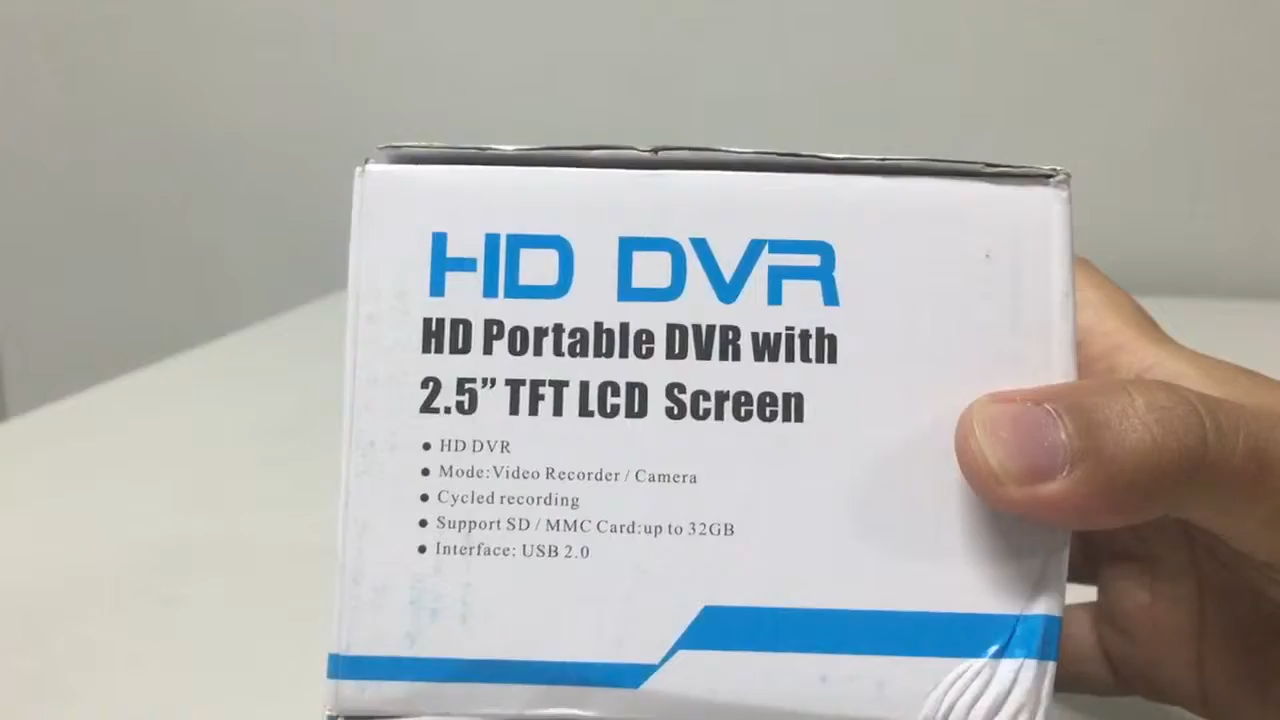 HD DVR
HD Portable DVR with
2.5” TFT LCD Screen
● HD DVR
● Mode:Video Recorder / Camera
● Cycled recording
● Support SD / MMC Card:up to 32GB
● Interface: USB 2.0